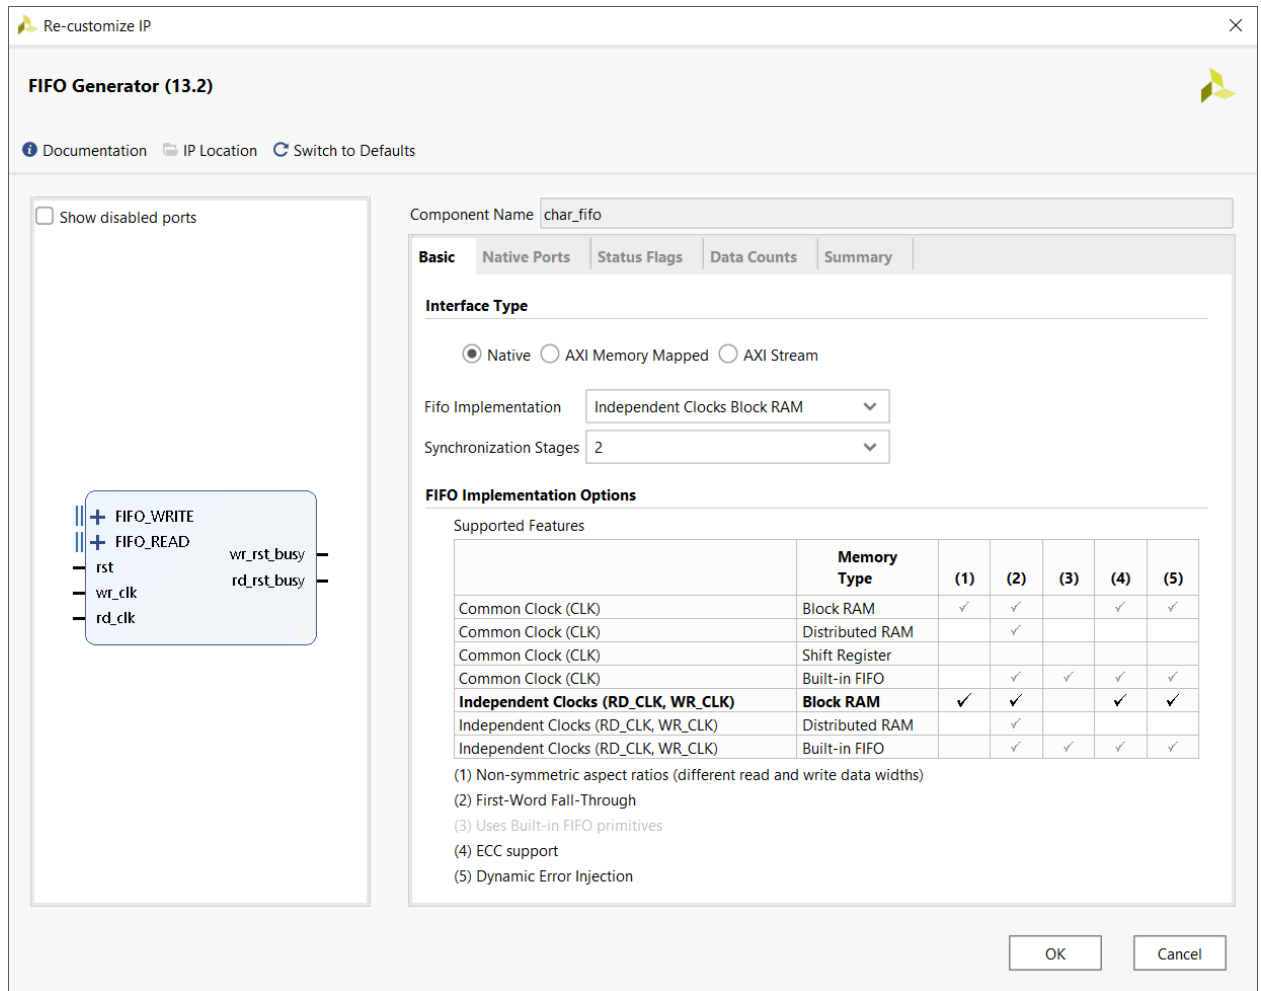 Re-customize IP
FIFO Generator (13.2)
Documentation IP Location Switch to Defaults
Show disabled ports
FIFO_WRITE
FIFO_READ
rst
wr_clk
rd_clk
wr_rst_busy
rd_rst_busy
Component Name char_fifo
Basic Native Ports Status Flags Data Counts Summary
Interface Type
Native AXI Memory Mapped AXI Stream
Fifo Implementation Independent Clocks Block RAM
Synchronization Stages 2
FIFO Implementation Options
Supported Features
Memory
Type (1) (2) (3) (4) (5)
Common Clock (CLK) Block RAM ✓ ✓ ✓ ✓
Common Clock (CLK) Distributed RAM ✓
Common Clock (CLK) Shift Register
Common Clock (CLK) Built-in FIFO ✓ ✓ ✓ ✓
Independent Clocks (RD_CLK, WR_CLK) Block RAM ✓ ✓ ✓ ✓
Independent Clocks (RD_CLK, WR_CLK) Distributed RAM ✓
Independent Clocks (RD_CLK, WR_CLK) Built-in FIFO ✓ ✓ ✓ ✓
(1) Non-symmetric aspect ratios (different read and write data widths)
(2) First-Word Fall-Through
(3) Uses Built-in FIFO primitives
(4) ECC support
(5) Dynamic Error Injection
OK Cancel